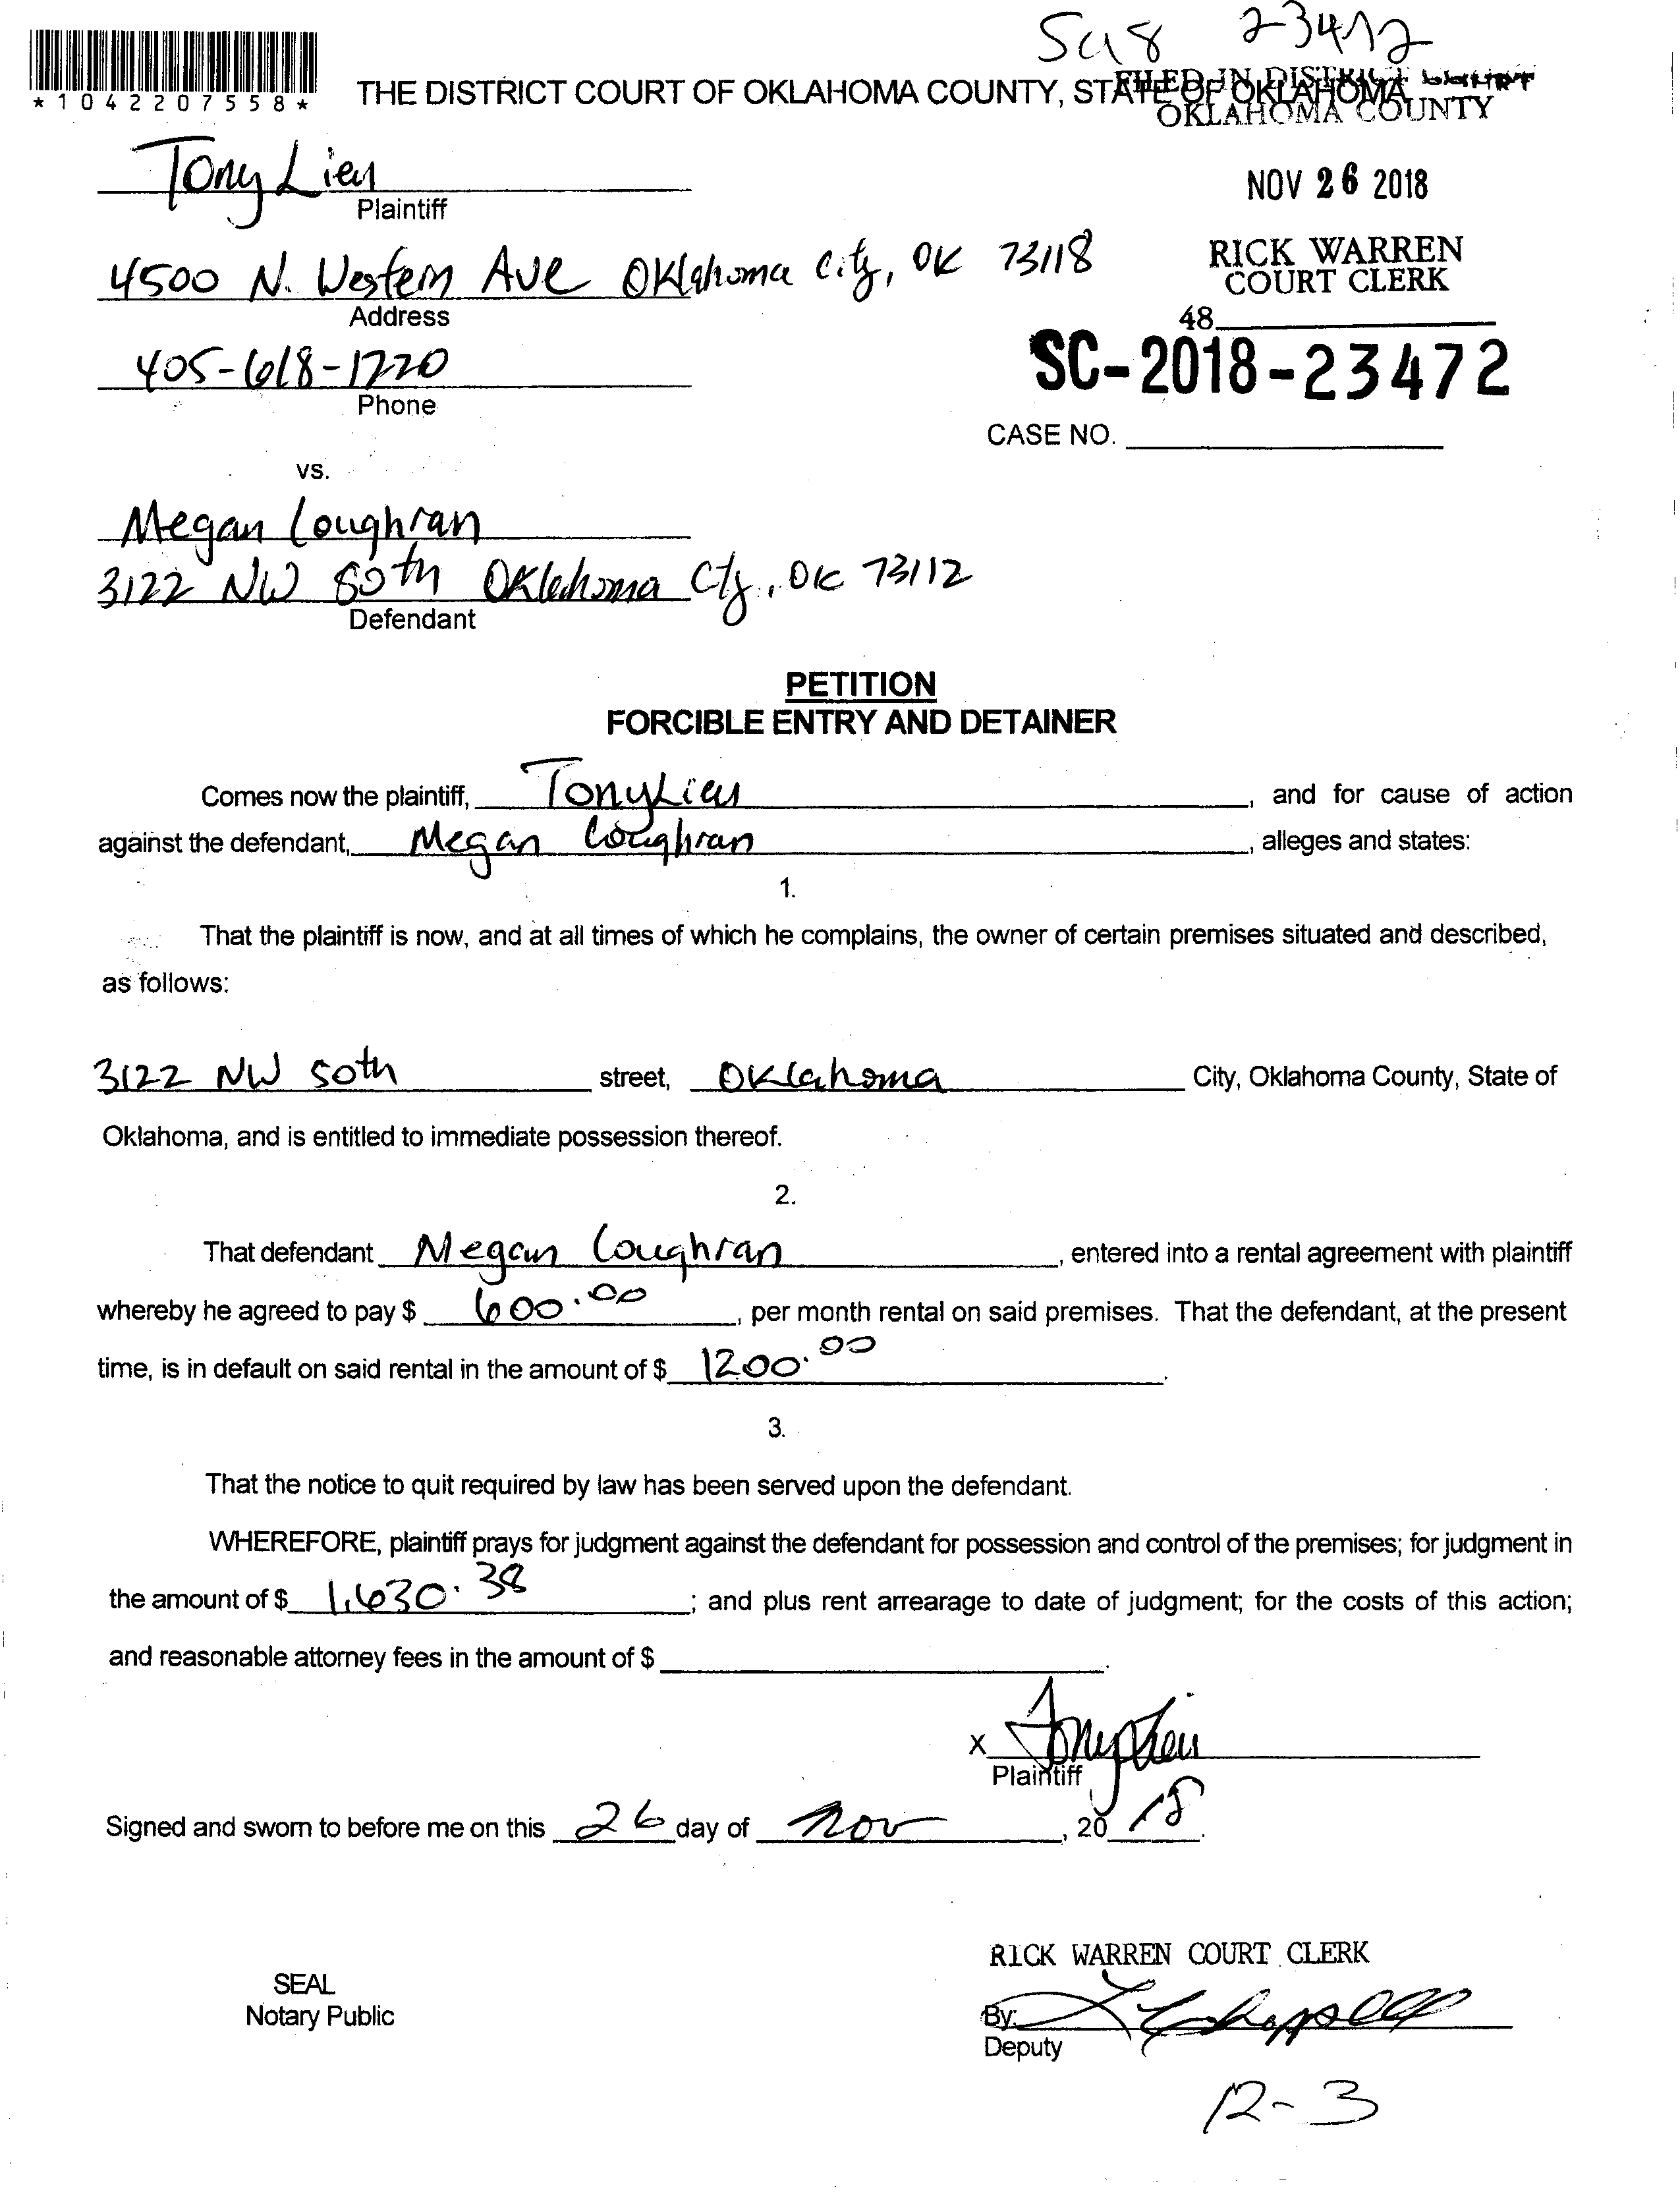 Sc18 23472
*1042207558*
THE DISTRICT COURT OF OKLAHOMA COUNTY, STATE OF OKLAHOMA
FILED IN DISTRICT COURT
OKLAHOMA COUNTY
Tony Lieu
Plaintiff
NOV 26 2018
4500 N. Western Ave Oklahoma City, OK 73118
Address
RICK WARREN
COURT CLERK
48
405-618-1720
Phone
SC-2018-23472
CASE NO.
vs.
Megan Loughran
3122 NW 50th Oklahoma Cty, OK 73112
Defendant
PETITION
FORCIBLE ENTRY AND DETAINER
Comes now the plaintiff, Tony Lieu, and for cause of action
against the defendant, Megan Loughran, alleges and states:
1.
That the plaintiff is now, and at all times of which he complains, the owner of certain premises situated and described,
as follows:
3122 NW 50th street, Oklahoma City, Oklahoma County, State of
Oklahoma, and is entitled to immediate possession thereof.
2.
That defendant Megan Loughran, entered into a rental agreement with plaintiff
whereby he agreed to pay $ 600.00, per month rental on said premises. That the defendant, at the present
time, is in default on said rental in the amount of $ 1200.00.
3.
That the notice to quit required by law has been served upon the defendant.
WHEREFORE, plaintiff prays for judgment against the defendant for possession and control of the premises; for judgment in
the amount of $ 1,630.38; and plus rent arrearage to date of judgment; for the costs of this action;
and reasonable attorney fees in the amount of $ .
X Tony Lieu
Plaintiff
Signed and sworn to before me on this 26 day of Nov, 20 18.
RICK WARREN COURT CLERK
SEAL
Notary Public
By: Chappell
Deputy
12-3